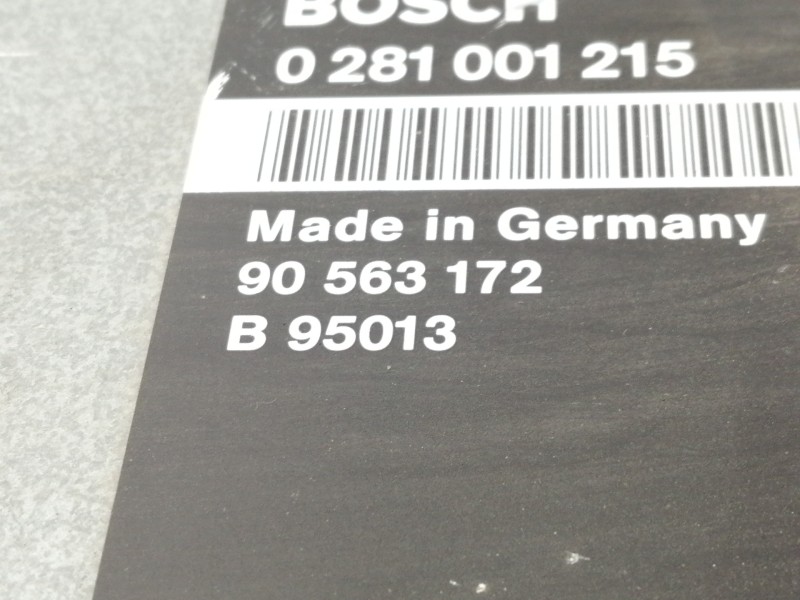 BOSCH
0 281 001 215
Made in Germany
90 563 172
B 95013